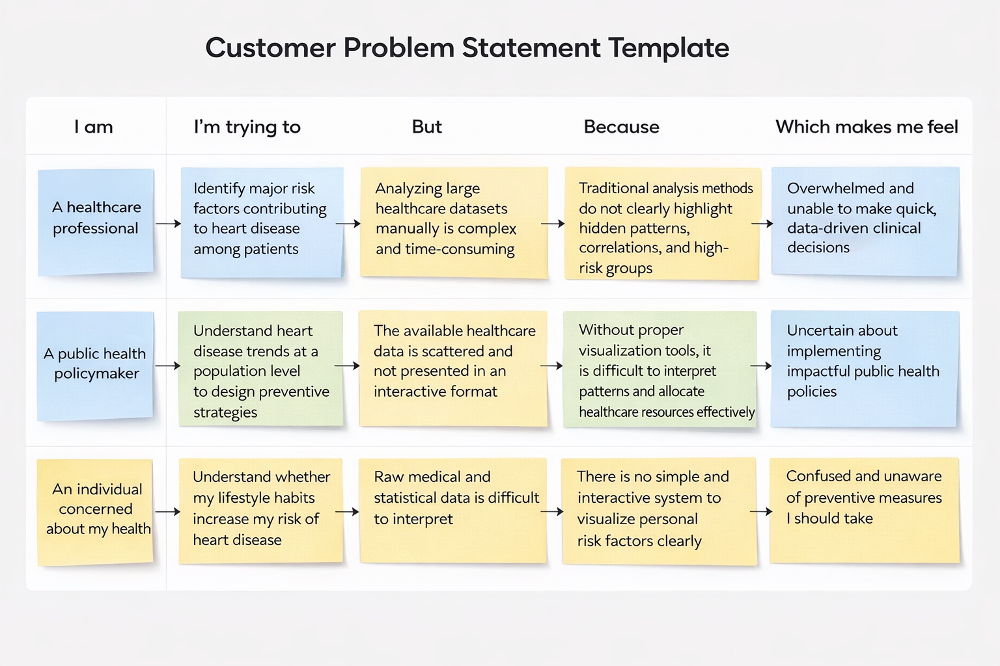 Customer Problem Statement Template
I am
I'm trying to
But
Because
Which makes me feel
A healthcare
professional
Identify major risk
factors contributing
to heart disease
among patients
Analyzing large
healthcare datasets
manually is complex
and time-consuming
Traditional analysis methods
do not clearly highlight
hidden patterns,
correlations, and high-
risk groups
Overwhelmed and
unable to make quick,
data-driven clinical
decisions
A public health
policymaker
Understand heart
disease trends at a
population level
to design preventive
strategies
The available healthcare
data is scattered and
not presented in an
interactive format
Without proper
visualization tools, it
is difficult to interpret
patterns and allocate
healthcare resources effectively
Uncertain about
implementing
impactful public health
policies
An individual
concerned
about my health
Understand whether
my lifestyle habits
increase my risk of
heart disease
Raw medical and
statistical data is difficult
to interpret
There is no simple and
interactive system to
visualize personal
risk factors clearly
Confused and unaware
of preventive measures
I should take